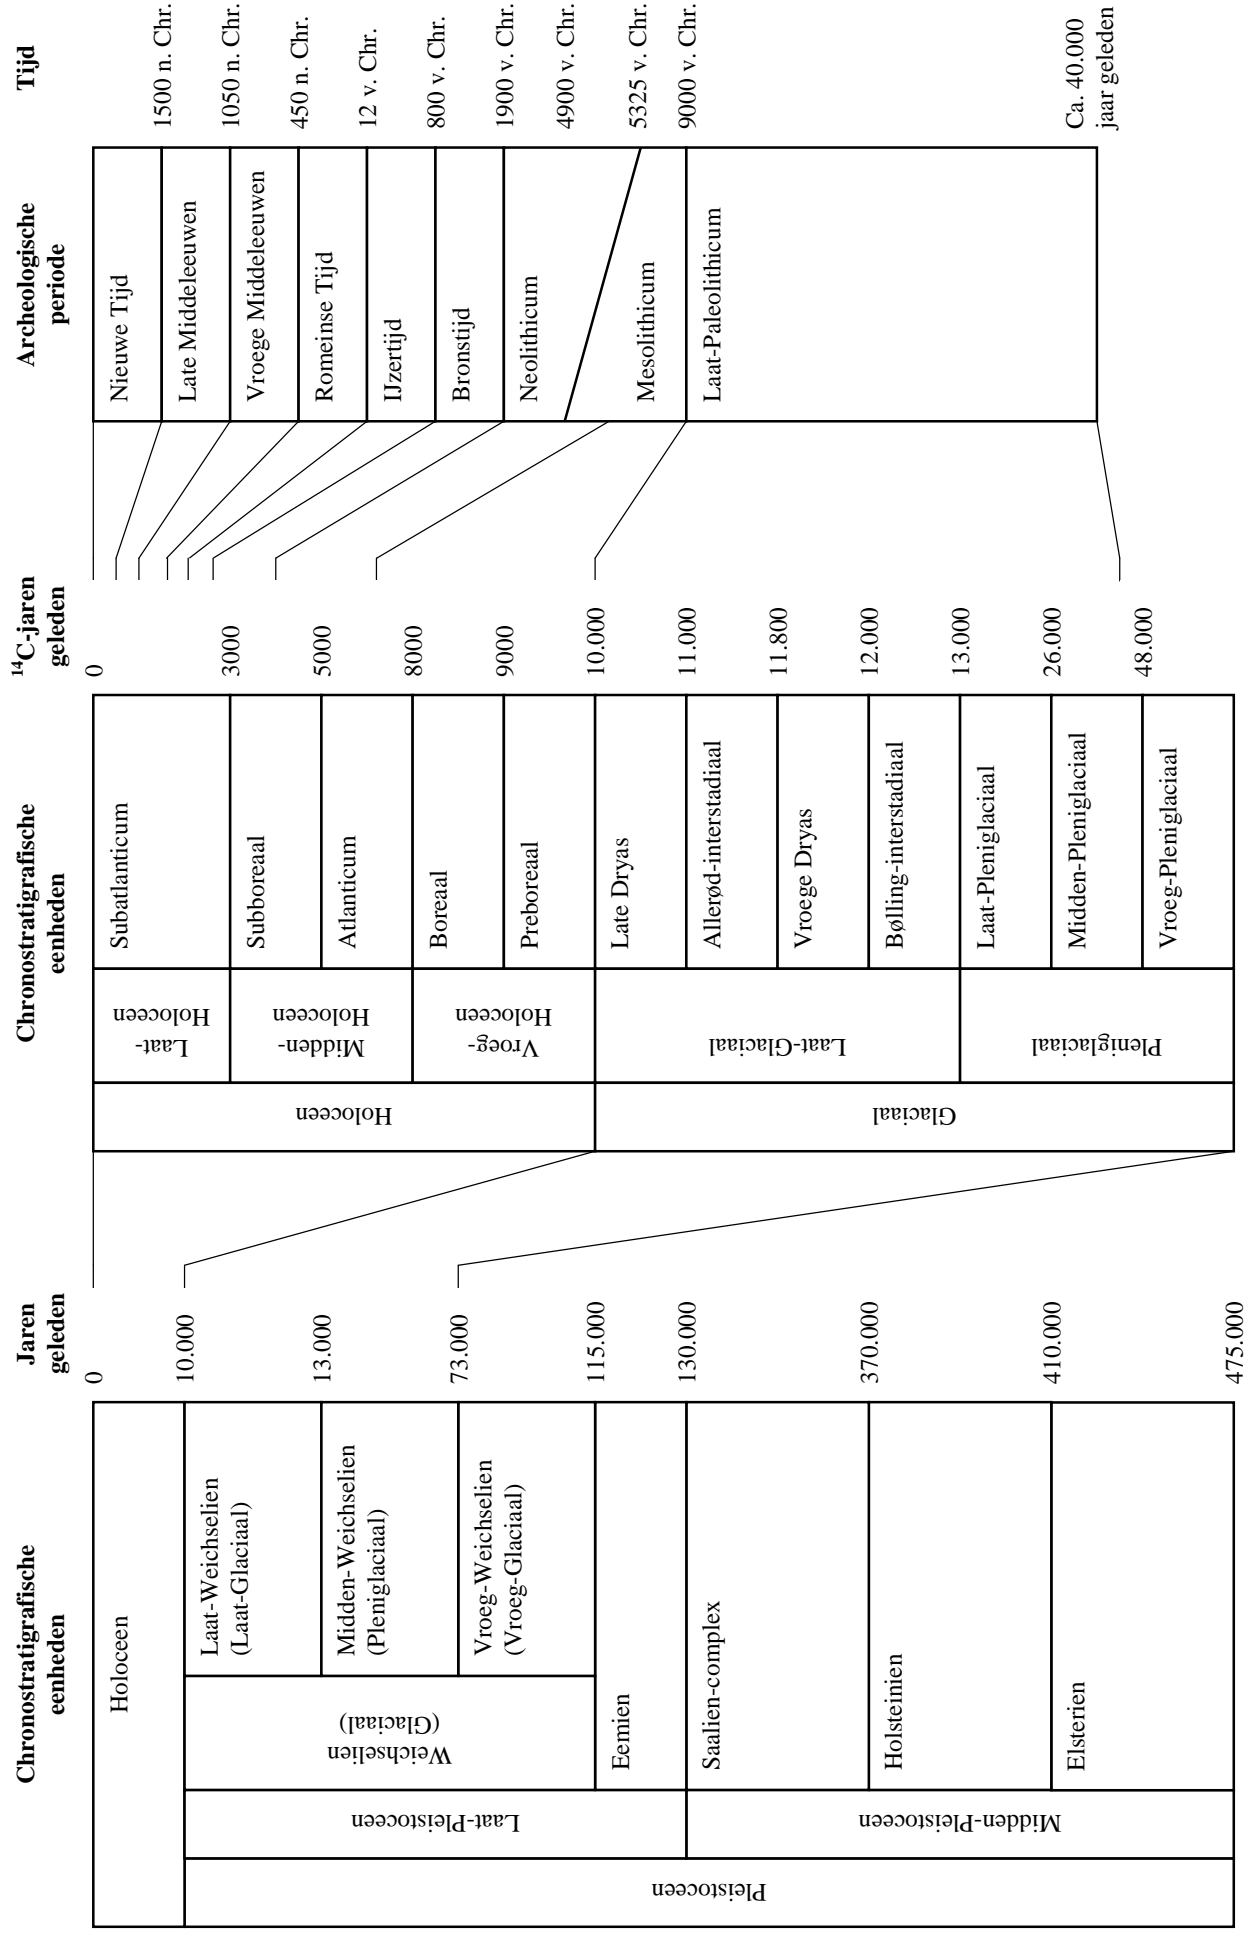 Chronostratigrafische
eenheden
Jaren
geleden
Chronostratigrafische
eenheden
14C-jaren
geleden
Archeologische
periode
Tijd
Pleistoceen
Laat-Pleistoceen
Midden-Pleistoceen
Weichselien
(Glaciaal)
Holoceen
Laat-Weichselien
(Laat-Glaciaal)
Midden-Weichselien
(Pleniglaciaal)
Vroeg-Weichselien
(Vroeg-Glaciaal)
Eemien
Saalien-complex
Holsteinien
Elsterien
0
10.000
13.000
73.000
115.000
130.000
370.000
410.000
475.000
Holoceen
Glaciaal
Laat-
Holoceen
Midden-
Holoceen
Vroeg-
Holoceen
Laat-Glaciaal
Pleniglaciaal
Subatlanticum
Subboreaal
Atlanticum
Boreaal
Preboreaal
Late Dryas
Allerød-interstadiaal
Vroege Dryas
Bølling-interstadiaal
Laat-Pleniglaciaal
Midden-Pleniglaciaal
Vroeg-Pleniglaciaal
0
3000
5000
8000
9000
10.000
11.000
11.800
12.000
13.000
26.000
48.000
Nieuwe Tijd
Late Middeleeuwen
Vroege Middeleeuwen
Romeinse Tijd
IJzertijd
Bronstijd
Neolithicum
Mesolithicum
Laat-Paleolithicum
1500 n. Chr.
1050 n. Chr.
450 n. Chr.
12 v. Chr.
800 v. Chr.
1900 v. Chr.
4900 v. Chr.
5325 v. Chr.
9000 v. Chr.
Ca. 40.000
jaar geleden